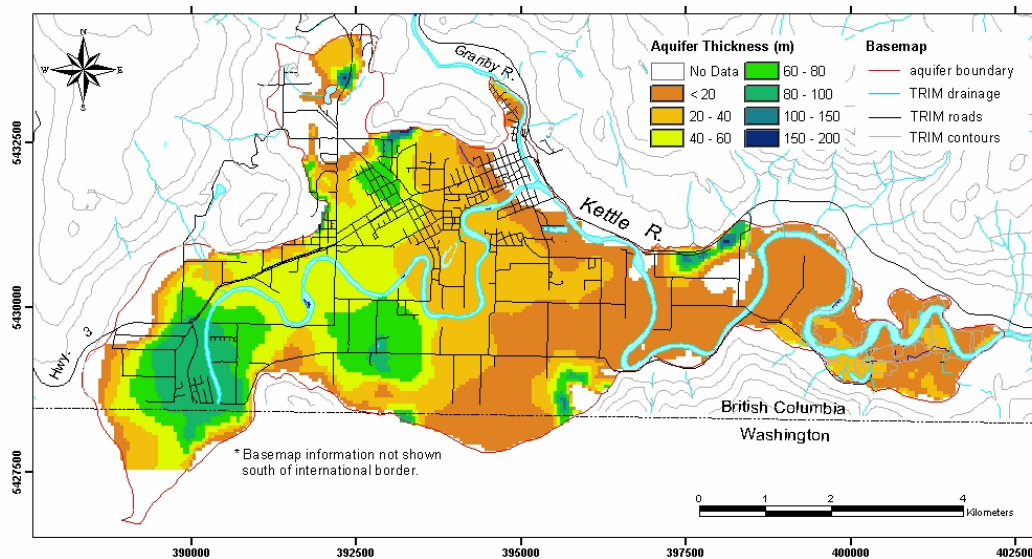 N
W
E
S
Granby R.
Aquifer Thickness (m)
No Data
< 20
20 - 40
40 - 60
60 - 80
80 - 100
100 - 150
150 - 200
Basemap
aquifer boundary
TRIM drainage
TRIM roads
TRIM contours
5432500
Kettle R.
5430000
Hwy. 3
British Columbia
Washington
* Basemap information not shown
south of international border.
5427500
0 1 2 4
Kilometers
390000 392500 395000 397500 400000 402500